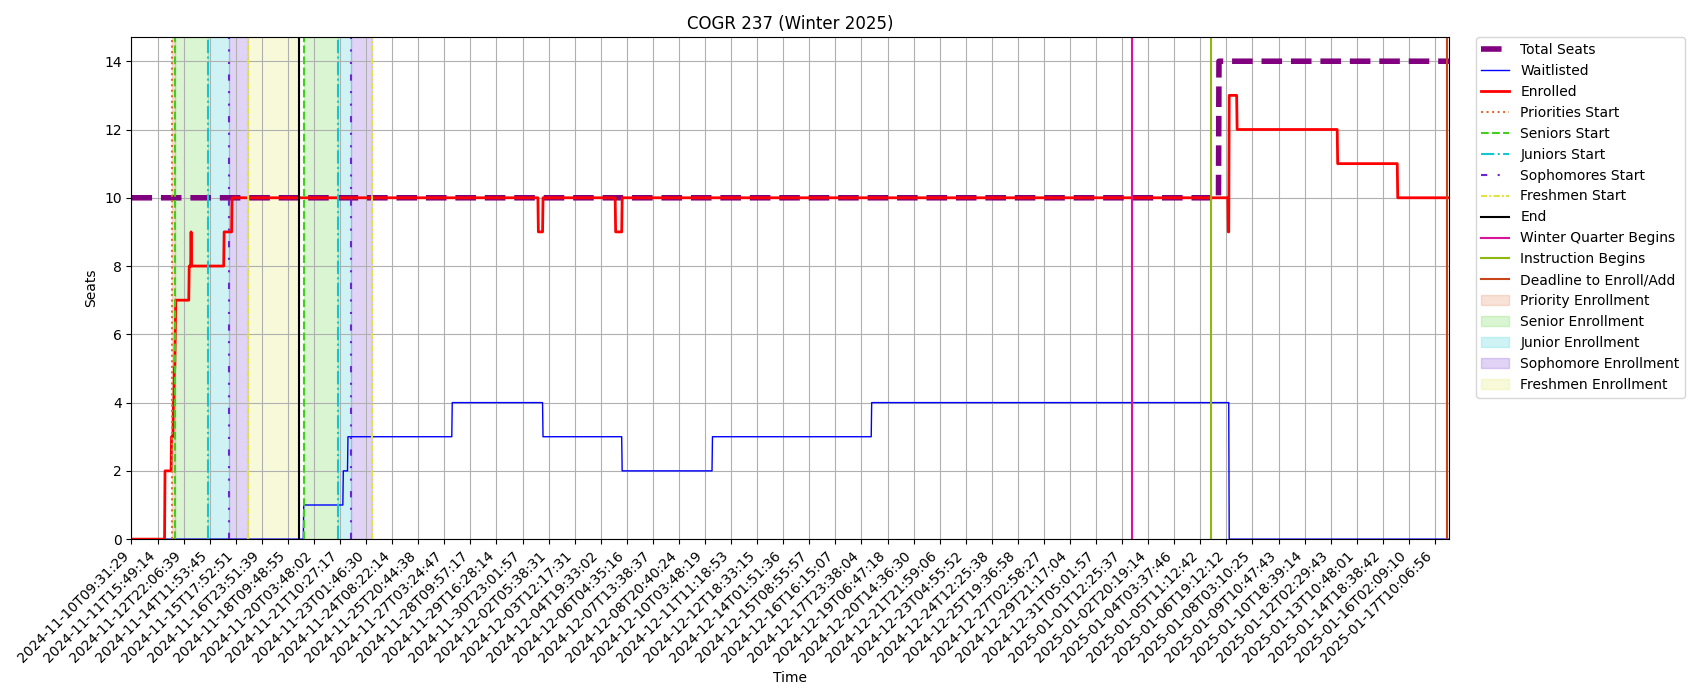 COGR 237 (Winter 2025)
Seats
14
12
10
8
6
4
2
0
2024-11-10T09:31:29
2024-11-11T15:49:14
2024-11-12T22:06:39
2024-11-14T11:53:45
2024-11-15T17:52:51
2024-11-16T23:51:39
2024-11-18T09:48:55
2024-11-20T03:48:02
2024-11-21T10:27:17
2024-11-23T01:46:30
2024-11-24T08:22:14
2024-11-25T20:44:38
2024-11-27T03:24:47
2024-11-28T09:57:17
2024-11-29T16:28:14
2024-11-30T23:01:57
2024-12-02T05:38:31
2024-12-03T12:17:31
2024-12-04T19:33:02
2024-12-06T04:35:16
2024-12-07T13:38:37
2024-12-08T20:40:24
2024-12-10T03:48:19
2024-12-11T11:18:53
2024-12-12T18:33:15
2024-12-14T01:51:36
2024-12-15T08:55:57
2024-12-16T16:15:07
2024-12-17T23:38:04
2024-12-19T06:47:18
2024-12-20T14:36:30
2024-12-21T21:59:06
2024-12-23T04:55:52
2024-12-24T12:25:38
2024-12-25T19:36:58
2024-12-27T02:58:27
2024-12-29T21:17:04
2024-12-31T05:01:57
2025-01-01T12:25:37
2025-01-02T20:19:14
2025-01-04T03:37:46
2025-01-05T11:12:42
2025-01-06T19:12:12
2025-01-08T03:10:25
2025-01-09T10:47:43
2025-01-10T18:39:14
2025-01-12T02:29:43
2025-01-13T10:48:01
2025-01-14T18:38:42
2025-01-16T02:09:10
2025-01-17T10:06:56
Time
Total Seats
Waitlisted
Enrolled
Priorities Start
Seniors Start
Juniors Start
Sophomores Start
Freshmen Start
End
Winter Quarter Begins
Instruction Begins
Deadline to Enroll/Add
Priority Enrollment
Senior Enrollment
Junior Enrollment
Sophomore Enrollment
Freshmen Enrollment